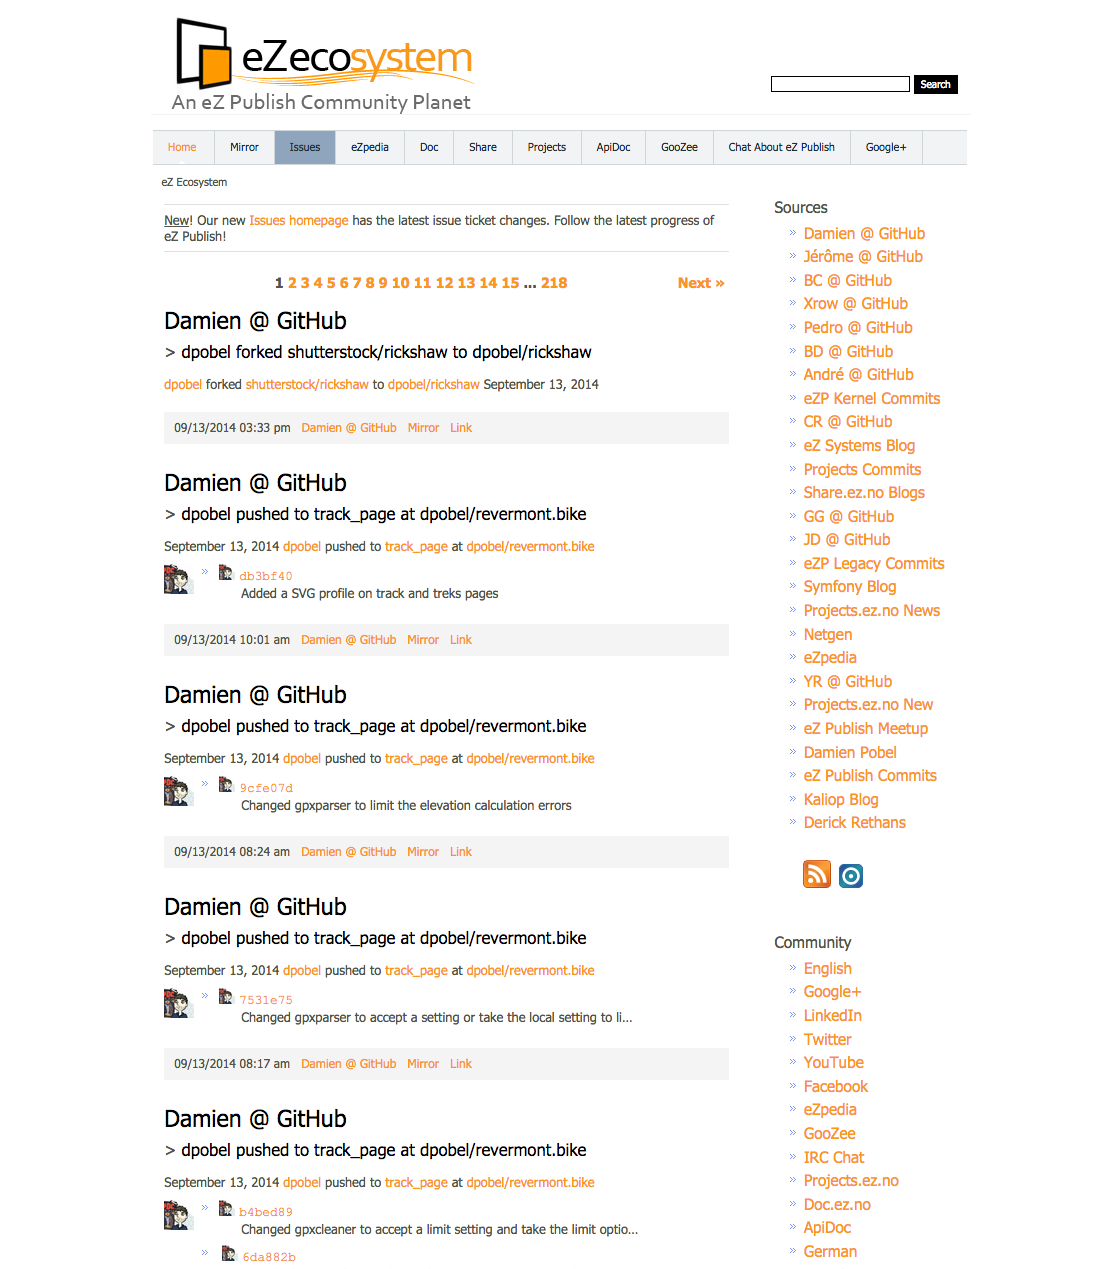 eZecosystem
An eZ Publish Community Planet
Search
Home Mirror Issues eZpedia Doc Share Projects ApiDoc GooZee Chat About eZ Publish Google+
eZ Ecosystem
New! Our new Issues homepage has the latest issue ticket changes. Follow the latest progress of
eZ Publish!
1 2 3 4 5 6 7 8 9 10 11 12 13 14 15 ... 218 Next »
Damien @ GitHub
> dpobel forked shutterstock/rickshaw to dpobel/rickshaw
dpobel forked shutterstock/rickshaw to dpobel/rickshaw September 13, 2014
09/13/2014 03:33 pm Damien @ GitHub Mirror Link
Damien @ GitHub
> dpobel pushed to track_page at dpobel/revermont.bike
September 13, 2014 dpobel pushed to track_page at dpobel/revermont.bike
» db3bf40
Added a SVG profile on track and treks pages
09/13/2014 10:01 am Damien @ GitHub Mirror Link
Damien @ GitHub
> dpobel pushed to track_page at dpobel/revermont.bike
September 13, 2014 dpobel pushed to track_page at dpobel/revermont.bike
» 9cfe07d
Changed gpxparser to limit the elevation calculation errors
09/13/2014 08:24 am Damien @ GitHub Mirror Link
Damien @ GitHub
> dpobel pushed to track_page at dpobel/revermont.bike
September 13, 2014 dpobel pushed to track_page at dpobel/revermont.bike
» 7531e75
Changed gpxparser to accept a setting or take the local setting to li...
09/13/2014 08:17 am Damien @ GitHub Mirror Link
Damien @ GitHub
> dpobel pushed to track_page at dpobel/revermont.bike
September 13, 2014 dpobel pushed to track_page at dpobel/revermont.bike
» b4bed89
Changed gpxcleaner to accept a limit setting and take the limit optio...
» 6da882b
Sources
» Damien @ GitHub
» Jérôme @ GitHub
» BC @ GitHub
» Xrow @ GitHub
» Pedro @ GitHub
» BD @ GitHub
» André @ GitHub
» eZP Kernel Commits
» CR @ GitHub
» eZ Systems Blog
» Projects Commits
» Share.ez.no Blogs
» GG @ GitHub
» JD @ GitHub
» eZP Legacy Commits
» Symfony Blog
» Projects.ez.no News
» Netgen
» eZpedia
» YR @ GitHub
» Projects.ez.no New
» eZ Publish Meetup
» Damien Pobel
» eZ Publish Commits
» Kaliop Blog
» Derick Rethans
Community
» English
» Google+
» LinkedIn
» Twitter
» YouTube
» Facebook
» eZpedia
» GooZee
» IRC Chat
» Projects.ez.no
» Doc.ez.no
» ApiDoc
» German